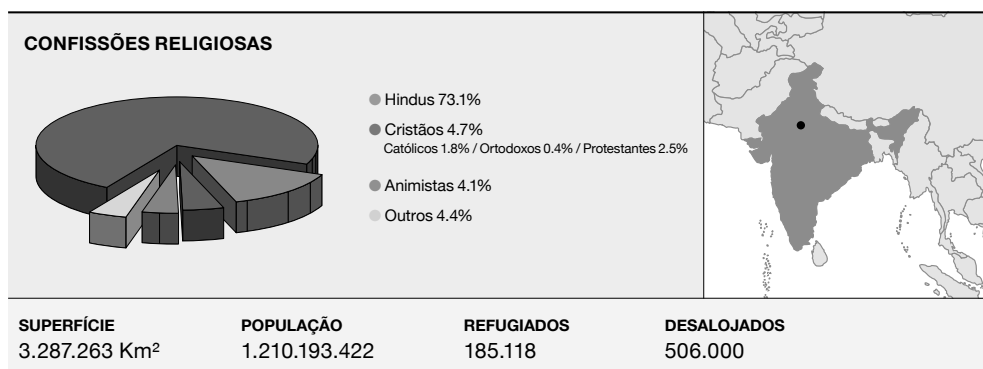 CONFISSÕES RELIGIOSAS
Hindus 73.1%
Cristãos 4.7%
Católicos 1.8% / Ortodoxos 0.4% / Protestantes 2.5%
Animistas 4.1%
Outros 4.4%
SUPERFÍCIE
3.287.263 Km²
POPULAÇÃO
1.210.193.422
REFUGIADOS
185.118
DESALOJADOS
506.000